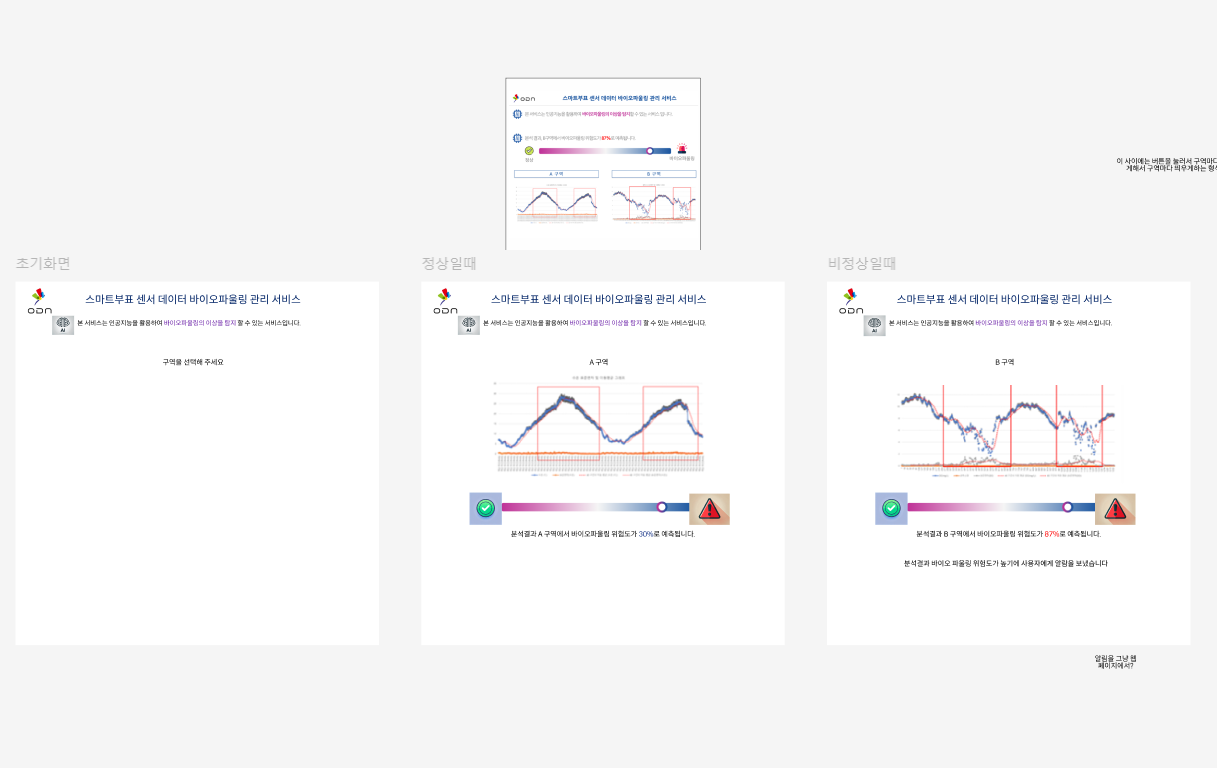 ODN
스마트부표 센서 데이터 바이오파울링 관리 서비스
본 서비스는 인공지능을 활용하여 바이오파울링의 이상을 탐지할 수 있는 서비스 입니다.
분석 결과, B구역에서 바이오파울링 위험도가 87%로 예측됩니다.
정상
비자오파울링
A 구역
B 구역
이 사이에는 버튼을 눌러서 구역마다
게해서 구역마다 띄우게하는 형식
초기화면
ODN
스마트부표 센서 데이터 바이오파울링 관리 서비스
AI
본 서비스는 인공지능을 활용하여 바이오파울링의 이상을 탐지 할 수 있는 서비스입니다.
구역을 선택해 주세요
정상일때
ODN
스마트부표 센서 데이터 바이오파울링 관리 서비스
AI
본 서비스는 인공지능을 활용하여 바이오파울링의 이상을 탐지 할 수 있는 서비스입니다.
A 구역
분석결과 A 구역에서 바이오파울링 위험도가 30%로 예측됩니다.
비정상일때
ODN
스마트부표 센서 데이터 바이오파울링 관리 서비스
AI
본 서비스는 인공지능을 활용하여 바이오파울링의 이상을 탐지 할 수 있는 서비스입니다.
B 구역
분석결과 B 구역에서 바이오파울링 위험도가 87%로 예측됩니다.
분석결과 바이오 파울링 위험도가 높기에 사용자에게 알림을 보냈습니다
알림을 그냥 웹
페이지에서?